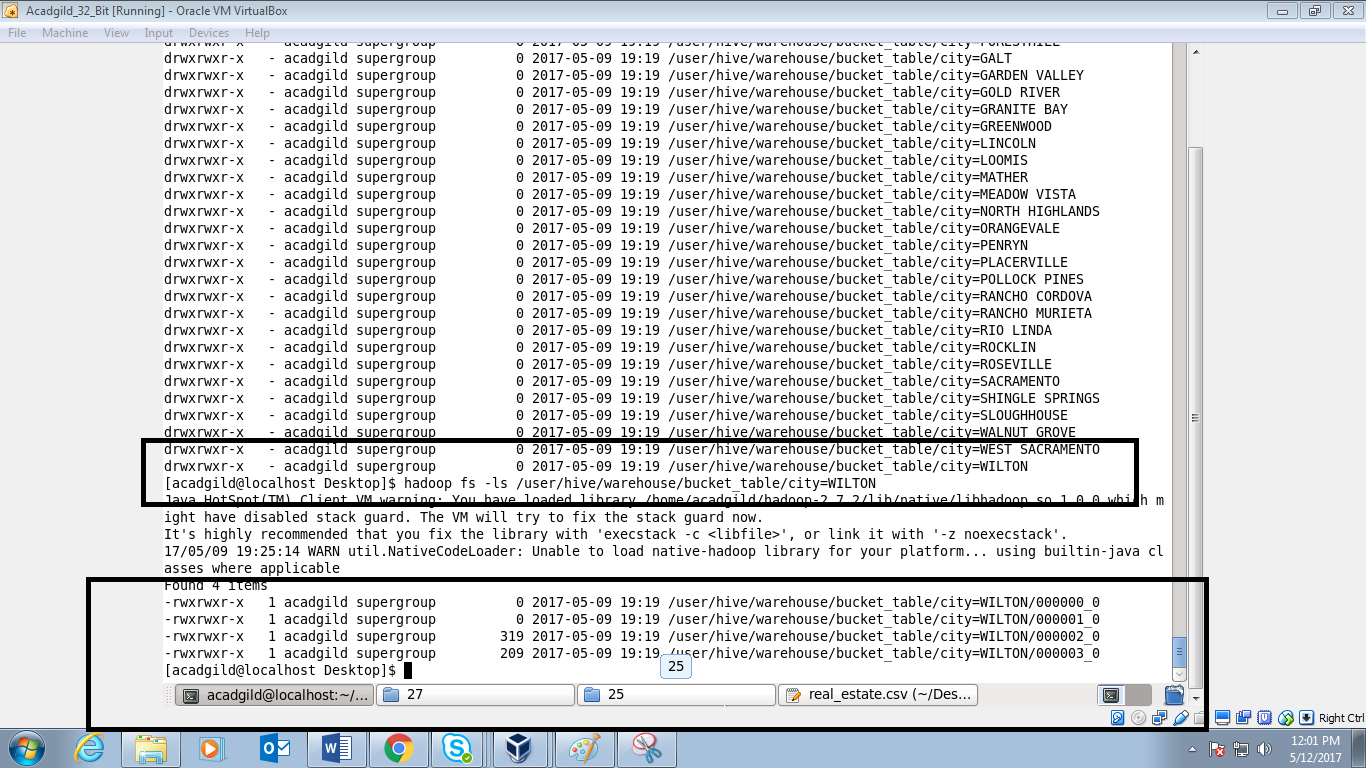 Acadgild_32_Bit [Running] - Oracle VM VirtualBox
File Machine View Input Devices Help
drwxrwxr-x - acadgild supergroup 0 2017-05-09 19:19 /user/hive/warehouse/bucket_table/city=FORESTHILL
drwxrwxr-x - acadgild supergroup 0 2017-05-09 19:19 /user/hive/warehouse/bucket_table/city=GALT
drwxrwxr-x - acadgild supergroup 0 2017-05-09 19:19 /user/hive/warehouse/bucket_table/city=GARDEN VALLEY
drwxrwxr-x - acadgild supergroup 0 2017-05-09 19:19 /user/hive/warehouse/bucket_table/city=GOLD RIVER
drwxrwxr-x - acadgild supergroup 0 2017-05-09 19:19 /user/hive/warehouse/bucket_table/city=GRANITE BAY
drwxrwxr-x - acadgild supergroup 0 2017-05-09 19:19 /user/hive/warehouse/bucket_table/city=GREENWOOD
drwxrwxr-x - acadgild supergroup 0 2017-05-09 19:19 /user/hive/warehouse/bucket_table/city=LINCOLN
drwxrwxr-x - acadgild supergroup 0 2017-05-09 19:19 /user/hive/warehouse/bucket_table/city=LOOMIS
drwxrwxr-x - acadgild supergroup 0 2017-05-09 19:19 /user/hive/warehouse/bucket_table/city=MATHER
drwxrwxr-x - acadgild supergroup 0 2017-05-09 19:19 /user/hive/warehouse/bucket_table/city=MEADOW VISTA
drwxrwxr-x - acadgild supergroup 0 2017-05-09 19:19 /user/hive/warehouse/bucket_table/city=NORTH HIGHLANDS
drwxrwxr-x - acadgild supergroup 0 2017-05-09 19:19 /user/hive/warehouse/bucket_table/city=ORANGEVALE
drwxrwxr-x - acadgild supergroup 0 2017-05-09 19:19 /user/hive/warehouse/bucket_table/city=PENRYN
drwxrwxr-x - acadgild supergroup 0 2017-05-09 19:19 /user/hive/warehouse/bucket_table/city=PLACERVILLE
drwxrwxr-x - acadgild supergroup 0 2017-05-09 19:19 /user/hive/warehouse/bucket_table/city=POLLOCK PINES
drwxrwxr-x - acadgild supergroup 0 2017-05-09 19:19 /user/hive/warehouse/bucket_table/city=RANCHO CORDOVA
drwxrwxr-x - acadgild supergroup 0 2017-05-09 19:19 /user/hive/warehouse/bucket_table/city=RANCHO MURIETA
drwxrwxr-x - acadgild supergroup 0 2017-05-09 19:19 /user/hive/warehouse/bucket_table/city=RIO LINDA
drwxrwxr-x - acadgild supergroup 0 2017-05-09 19:19 /user/hive/warehouse/bucket_table/city=ROCKLIN
drwxrwxr-x - acadgild supergroup 0 2017-05-09 19:19 /user/hive/warehouse/bucket_table/city=ROSEVILLE
drwxrwxr-x - acadgild supergroup 0 2017-05-09 19:19 /user/hive/warehouse/bucket_table/city=SACRAMENTO
drwxrwxr-x - acadgild supergroup 0 2017-05-09 19:19 /user/hive/warehouse/bucket_table/city=SHINGLE SPRINGS
drwxrwxr-x - acadgild supergroup 0 2017-05-09 19:19 /user/hive/warehouse/bucket_table/city=SLOUGHHOUSE
drwxrwxr-x - acadgild supergroup 0 2017-05-09 19:19 /user/hive/warehouse/bucket_table/city=WALNUT GROVE
drwxrwxr-x - acadgild supergroup 0 2017-05-09 19:19 /user/hive/warehouse/bucket_table/city=WEST SACRAMENTO
drwxrwxr-x - acadgild supergroup 0 2017-05-09 19:19 /user/hive/warehouse/bucket_table/city=WILTON
[acadgild@localhost Desktop]$ hadoop fs -ls /user/hive/warehouse/bucket_table/city=WILTON
Java HotSpot(TM) Client VM warning: You have loaded library /home/acadgild/hadoop-2.7.2/lib/native/libhadoop.so.1.0.0 which m
ight have disabled stack guard. The VM will try to fix the stack guard now.
It's highly recommended that you fix the library with 'execstack -c <libfile>', or link it with '-z noexecstack'.
17/05/09 19:25:14 WARN util.NativeCodeLoader: Unable to load native-hadoop library for your platform... using builtin-java cl
asses where applicable
Found 4 items
-rwxrwxr-x 1 acadgild supergroup 0 2017-05-09 19:19 /user/hive/warehouse/bucket_table/city=WILTON/000000_0
-rwxrwxr-x 1 acadgild supergroup 0 2017-05-09 19:19 /user/hive/warehouse/bucket_table/city=WILTON/000001_0
-rwxrwxr-x 1 acadgild supergroup 319 2017-05-09 19:19 /user/hive/warehouse/bucket_table/city=WILTON/000002_0
-rwxrwxr-x 1 acadgild supergroup 209 2017-05-09 19:19 /user/hive/warehouse/bucket_table/city=WILTON/000003_0
[acadgild@localhost Desktop]$
25
acadgild@localhost:~/... 27 25 real_estate.csv (~/Des...
Right Ctrl
12:01 PM
5/12/2017